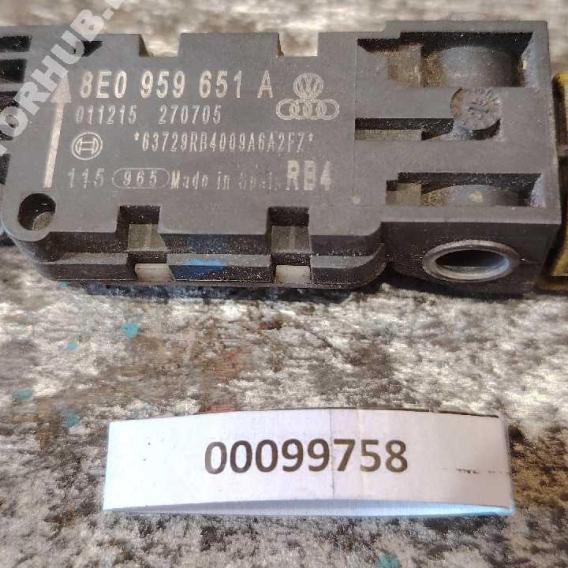 8E0 959 651 A
011215 270705
*63729RB4009A6A2FZ*
115 965 Made in Spain RB4
00099758